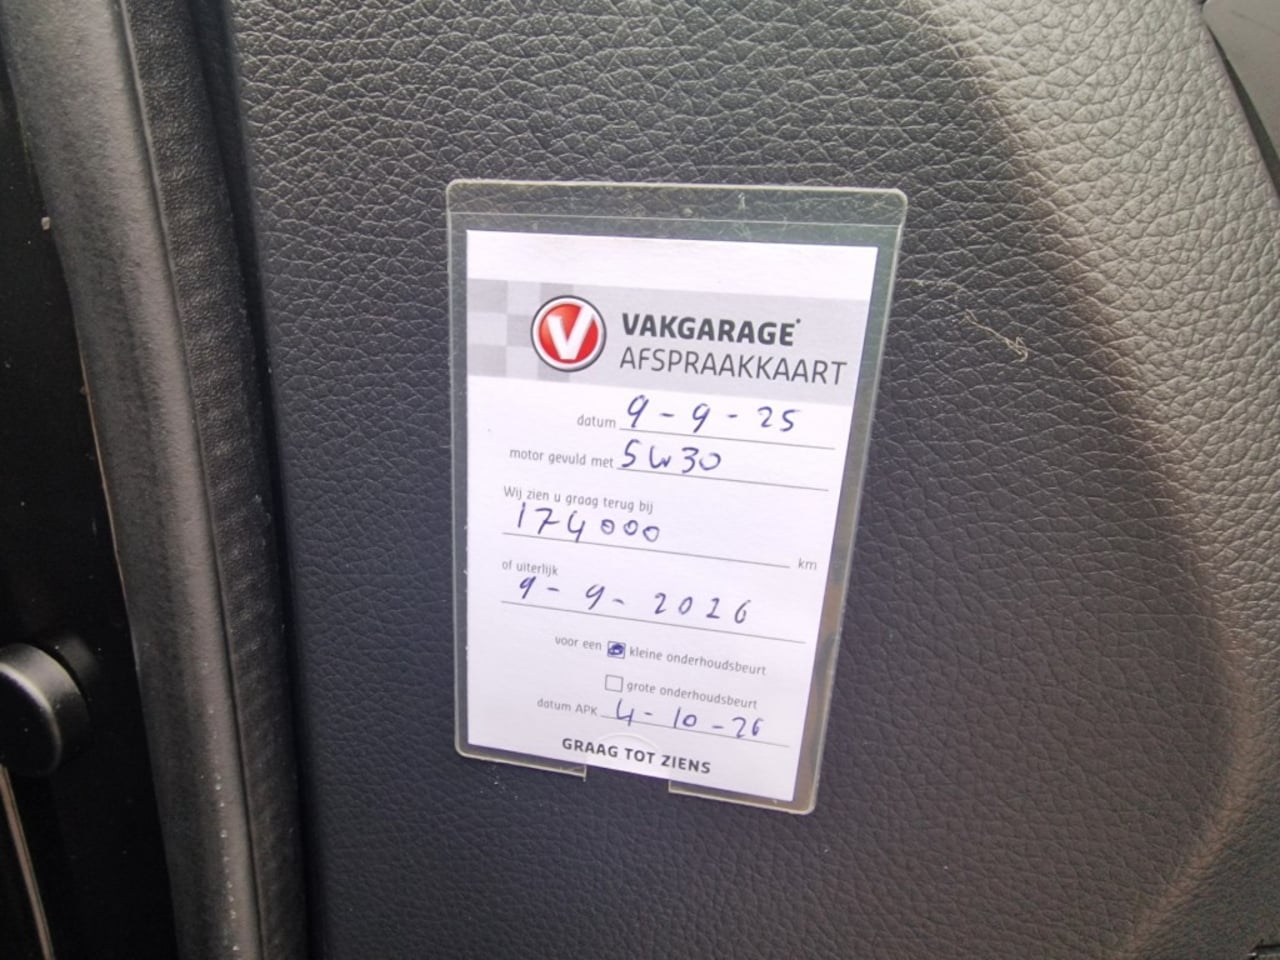 V
VAKGARAGE
AFSPRAAKKAART
datum 9 - 9 - 25
motor gevuld met 5W30
Wij zien u graag terug bij
174000 km
of uiterlijk
9 - 9 - 2026
voor een kleine onderhoudsbeurt
grote onderhoudsbeurt
datum APK 4 - 10 - 26
GRAAG TOT ZIENS